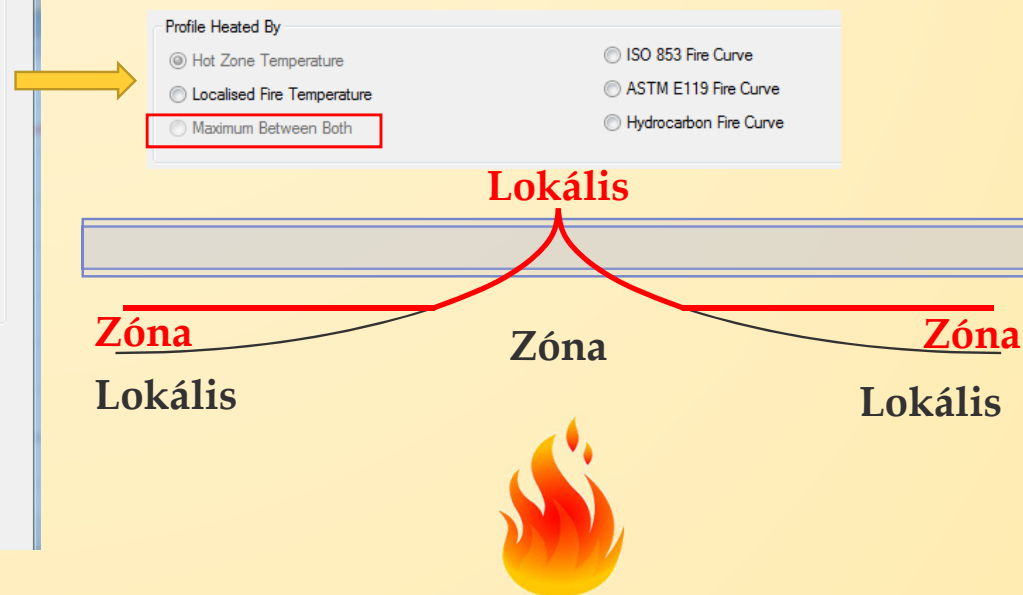 Profile Heated By
Hot Zone Temperature
Localised Fire Temperature
Maximum Between Both
ISO 853 Fire Curve
ASTM E119 Fire Curve
Hydrocarbon Fire Curve
Lokális
Zóna
Zóna
Zóna
Lokális
Lokális